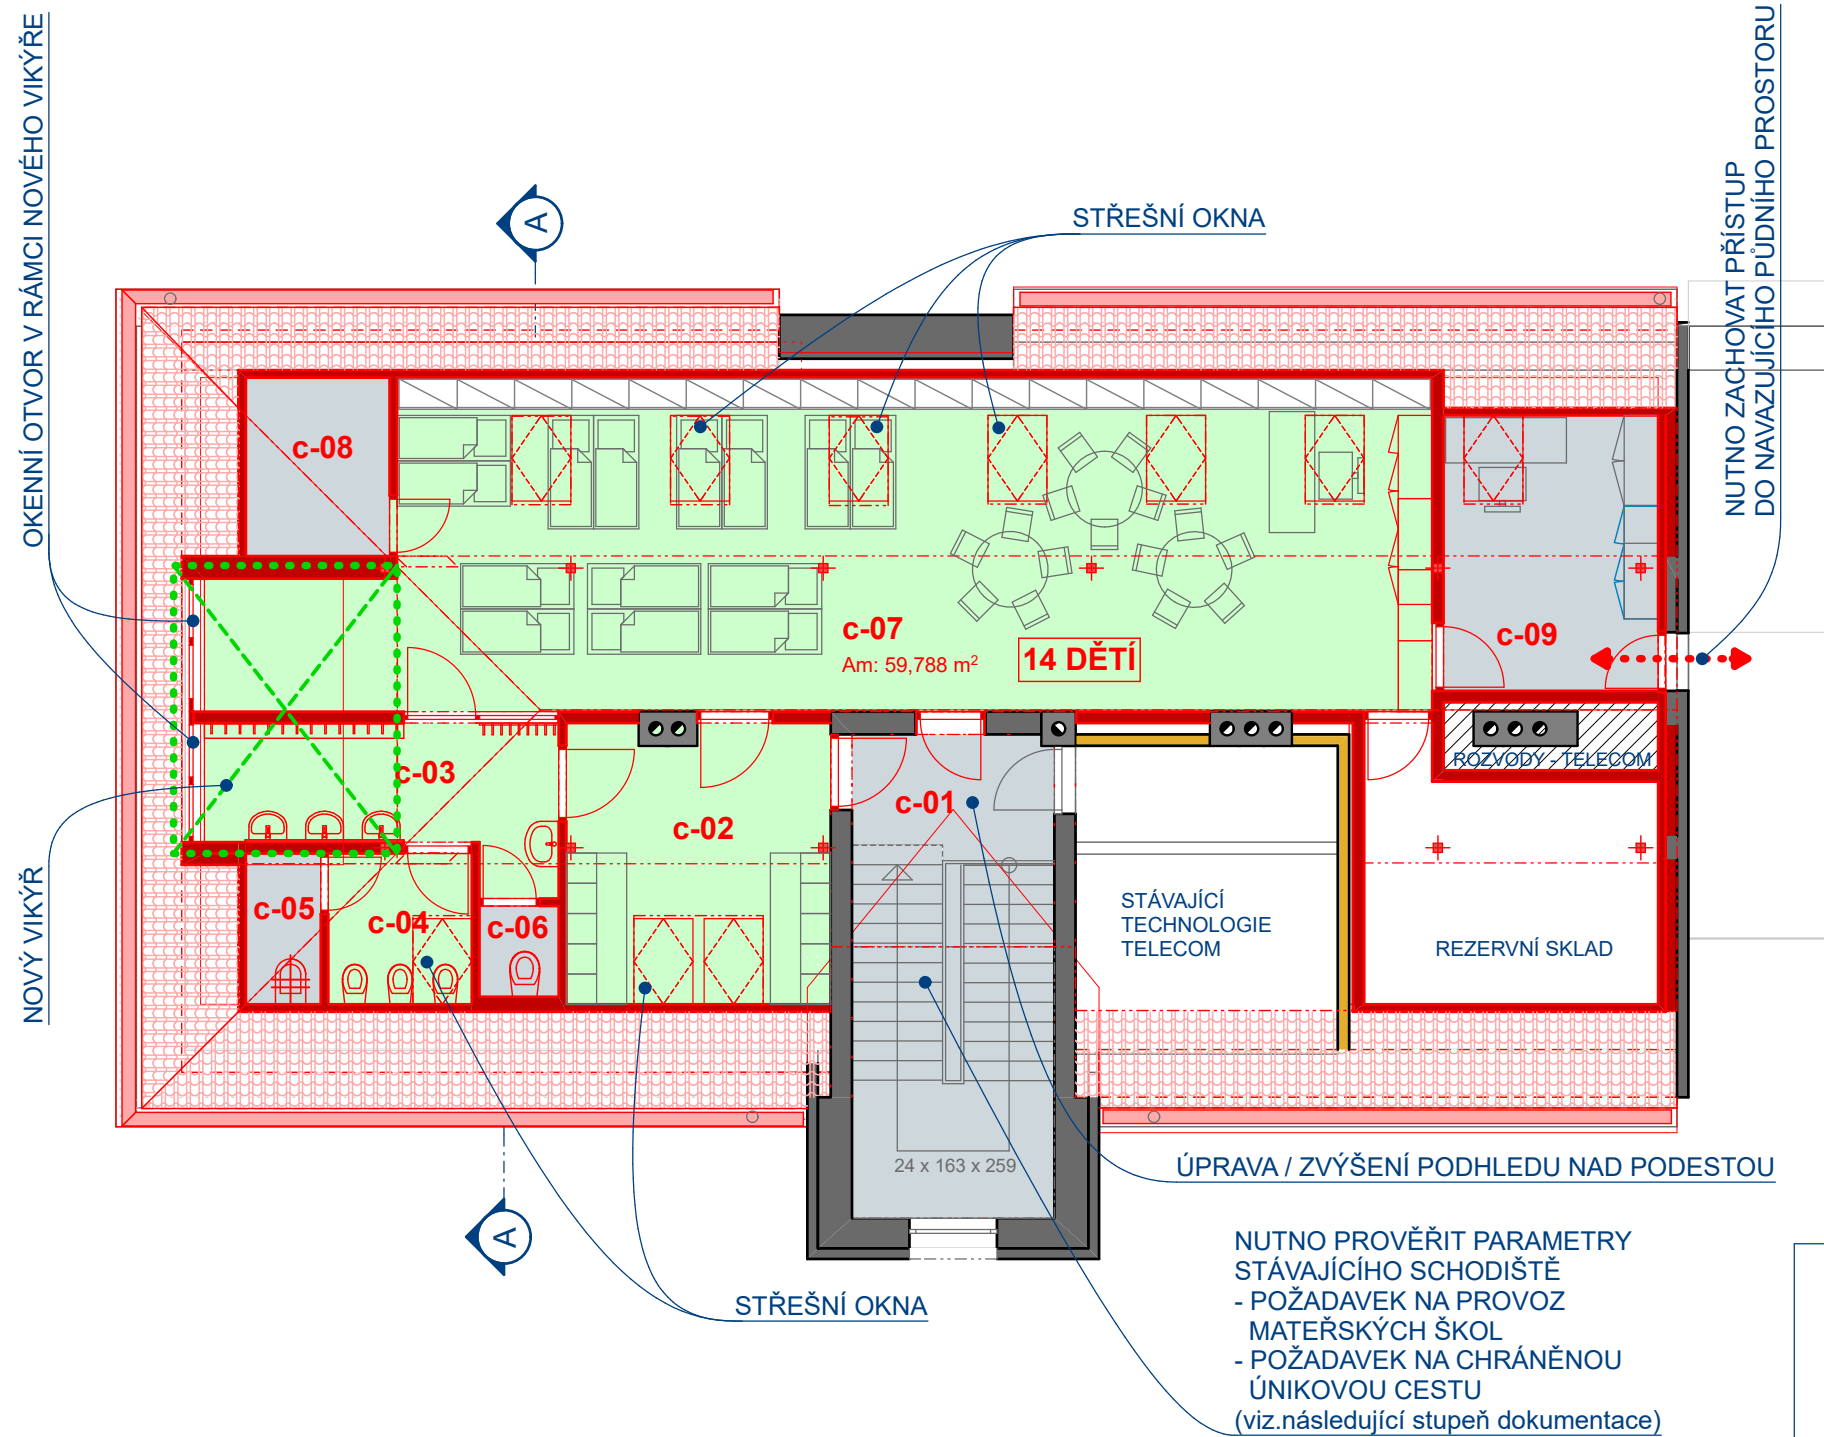 OKENNÍ OTVOR V RÁMCI NOVÉHO VIKÝŘE
NUTNO ZACHOVAT PŘÍSTUP
DO NAVAZUJÍCÍHO PŮDNÍHO PROSTORU
A
STŘEŠNÍ OKNA
c-08
c-07
Am: 59,788 m²
14 DĚTÍ
c-09
c-03
c-02
c-01
ROZVODY - TELECOM
NOVÝ VIKÝŘ
c-05
c-04
c-06
STÁVAJÍCÍ
TECHNOLOGIE
TELECOM
REZERVNÍ SKLAD
24 x 163 x 259
ÚPRAVA / ZVÝŠENÍ PODHLEDU NAD PODESTOU
A
STŘEŠNÍ OKNA
NUTNO PROVĚŘIT PARAMETRY
STÁVAJÍCÍHO SCHODIŠTĚ
- POŽADAVEK NA PROVOZ
MATEŘSKÝCH ŠKOL
- POŽADAVEK NA CHRÁNĚNOU
ÚNIKOVOU CESTU
(viz.následující stupeň dokumentace)